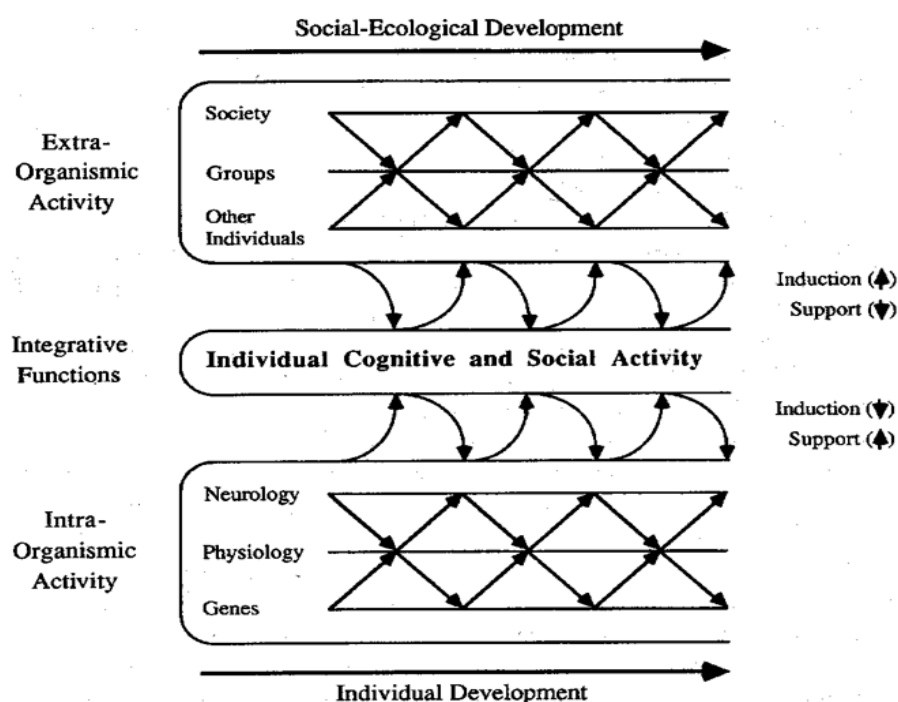 Social-Ecological Development
Extra-
Organismic
Activity
Society
Groups
Other
Individuals
Induction (↑)
Support (↓)
Integrative
Functions
Individual Cognitive and Social Activity
Induction (↓)
Support (↑)
Intra-
Organismic
Activity
Neurology
Physiology
Genes
Individual Development